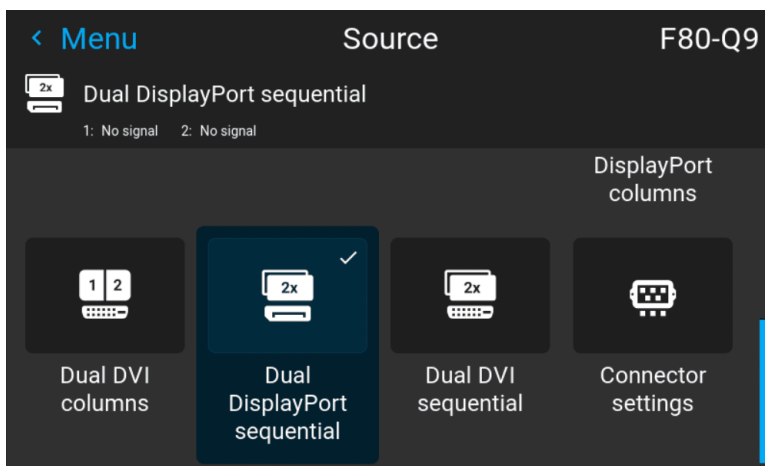 Menu
Source
F80-Q9
2x
Dual DisplayPort sequential
1: No signal 2: No signal
DisplayPort
columns
1 2
2x
2x
Dual DVI
columns
Dual
DisplayPort
sequential
Dual DVI
sequential
Connector
settings